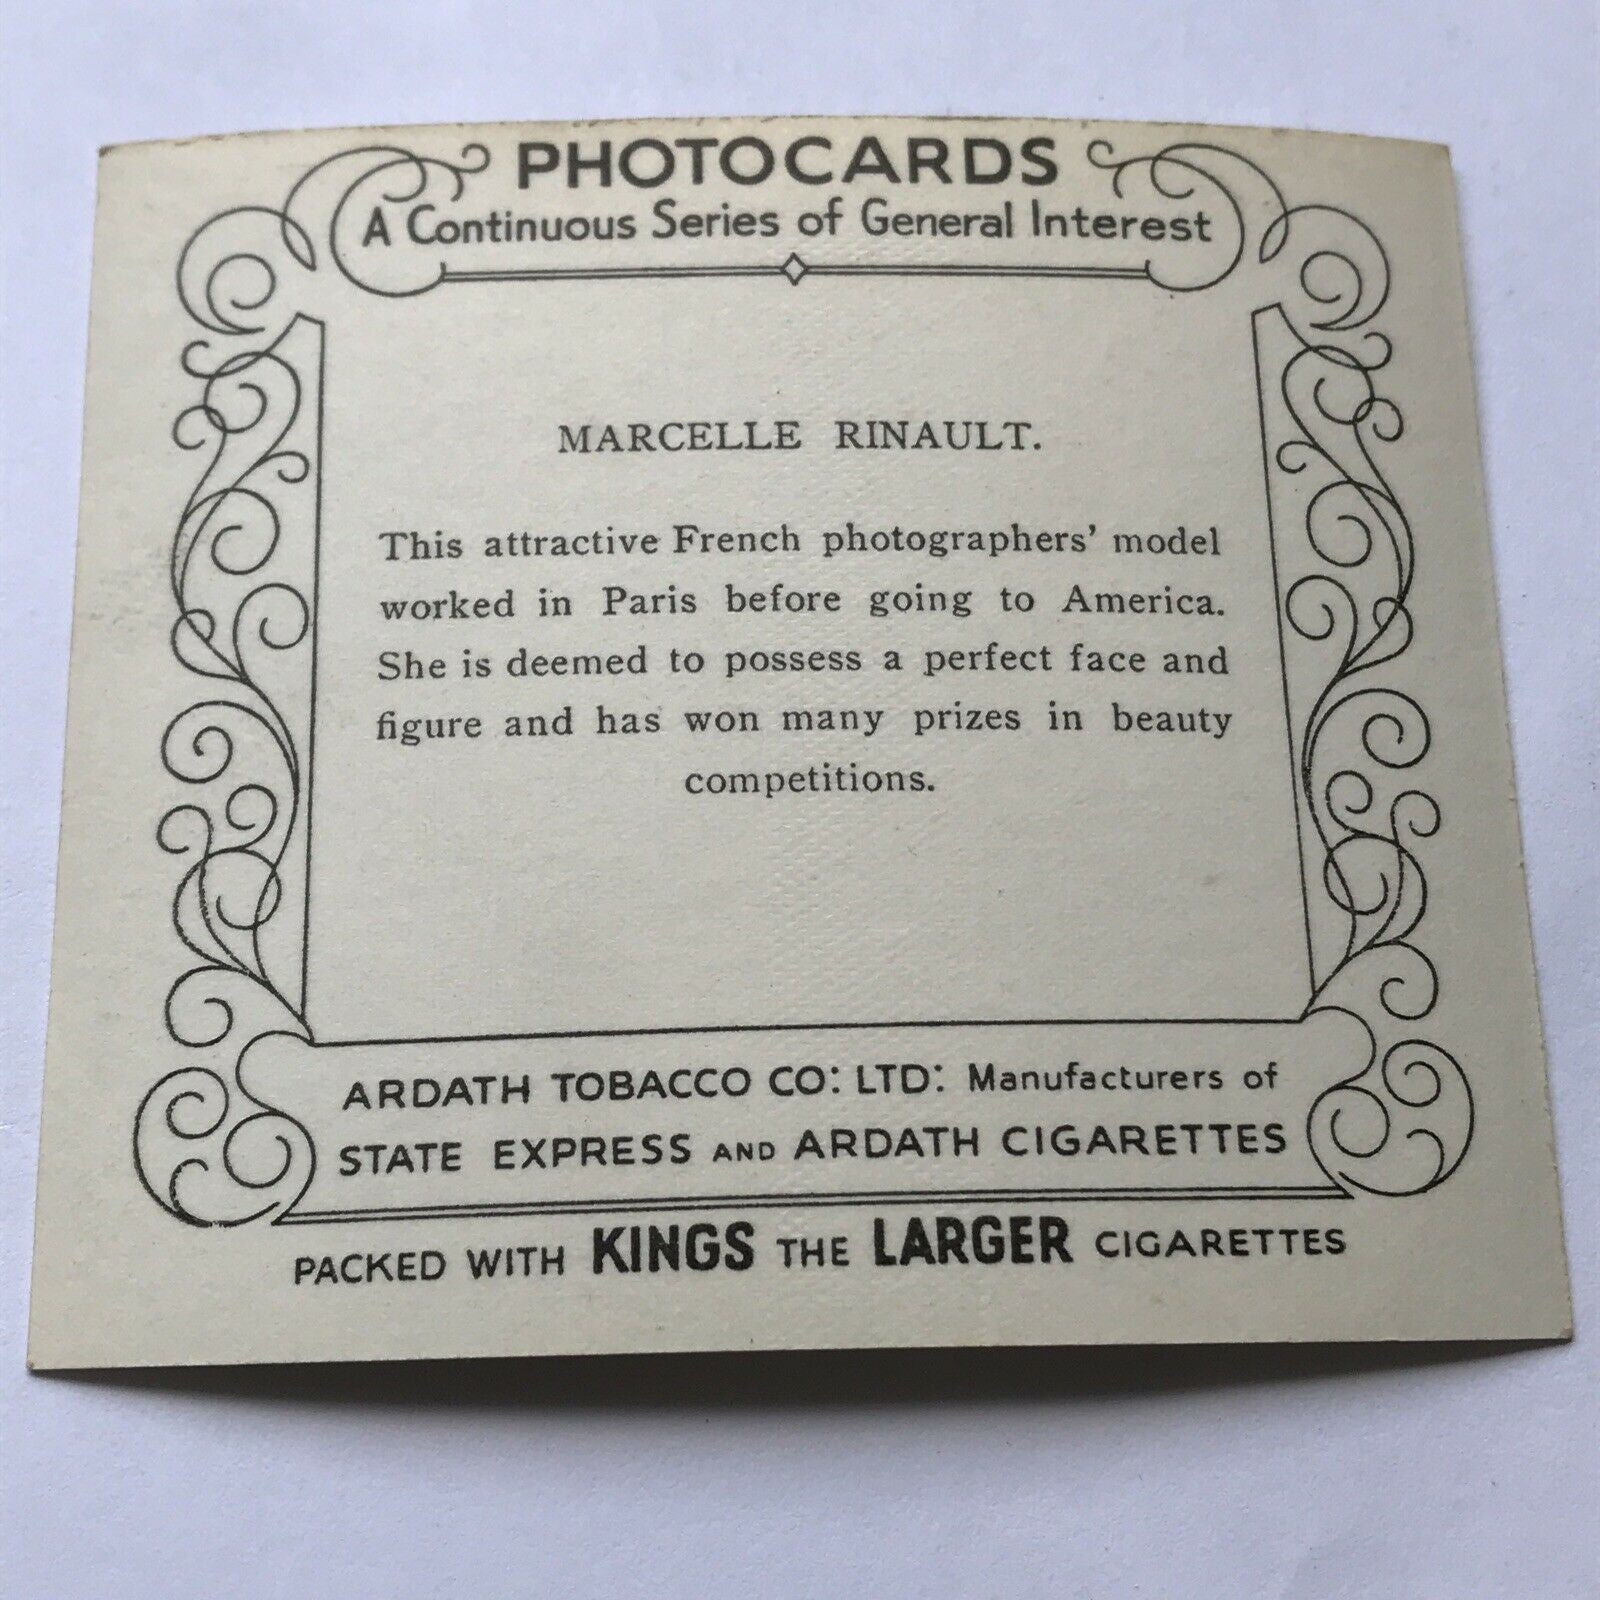 PHOTOCARDS
A Continuous Series of General Interest
MARCELLE RINAULT.
This attractive French photographers' model
worked in Paris before going to America.
She is deemed to possess a perfect face and
figure and has won many prizes in beauty
competitions.
ARDATH TOBACCO CO: LTD: Manufacturers of
STATE EXPRESS AND ARDATH CIGARETTES
PACKED WITH KINGS THE LARGER CIGARETTES